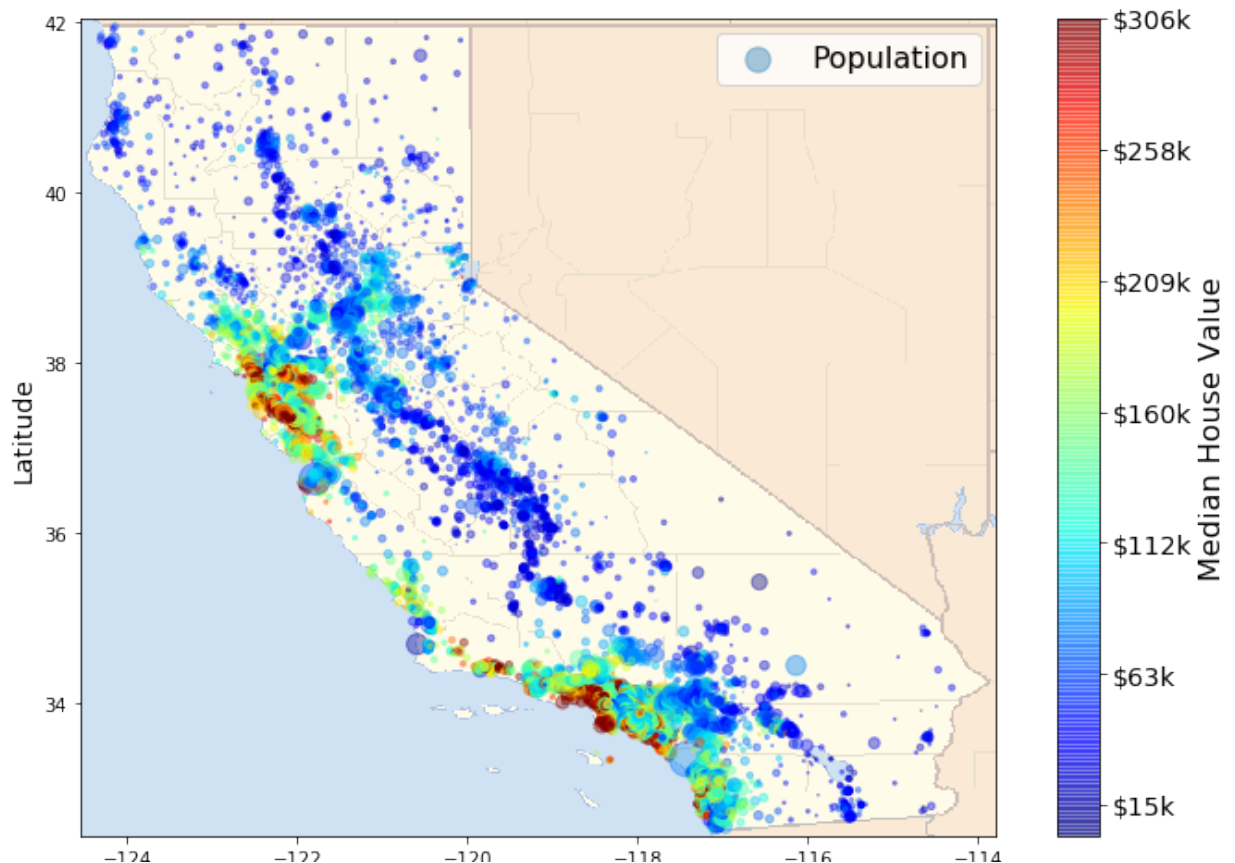 42
40
38
36
34
Latitude
−124
−122
−120
−118
−116
−114
Population
$306k
$258k
$209k
$160k
$112k
$63k
$15k
Median House Value